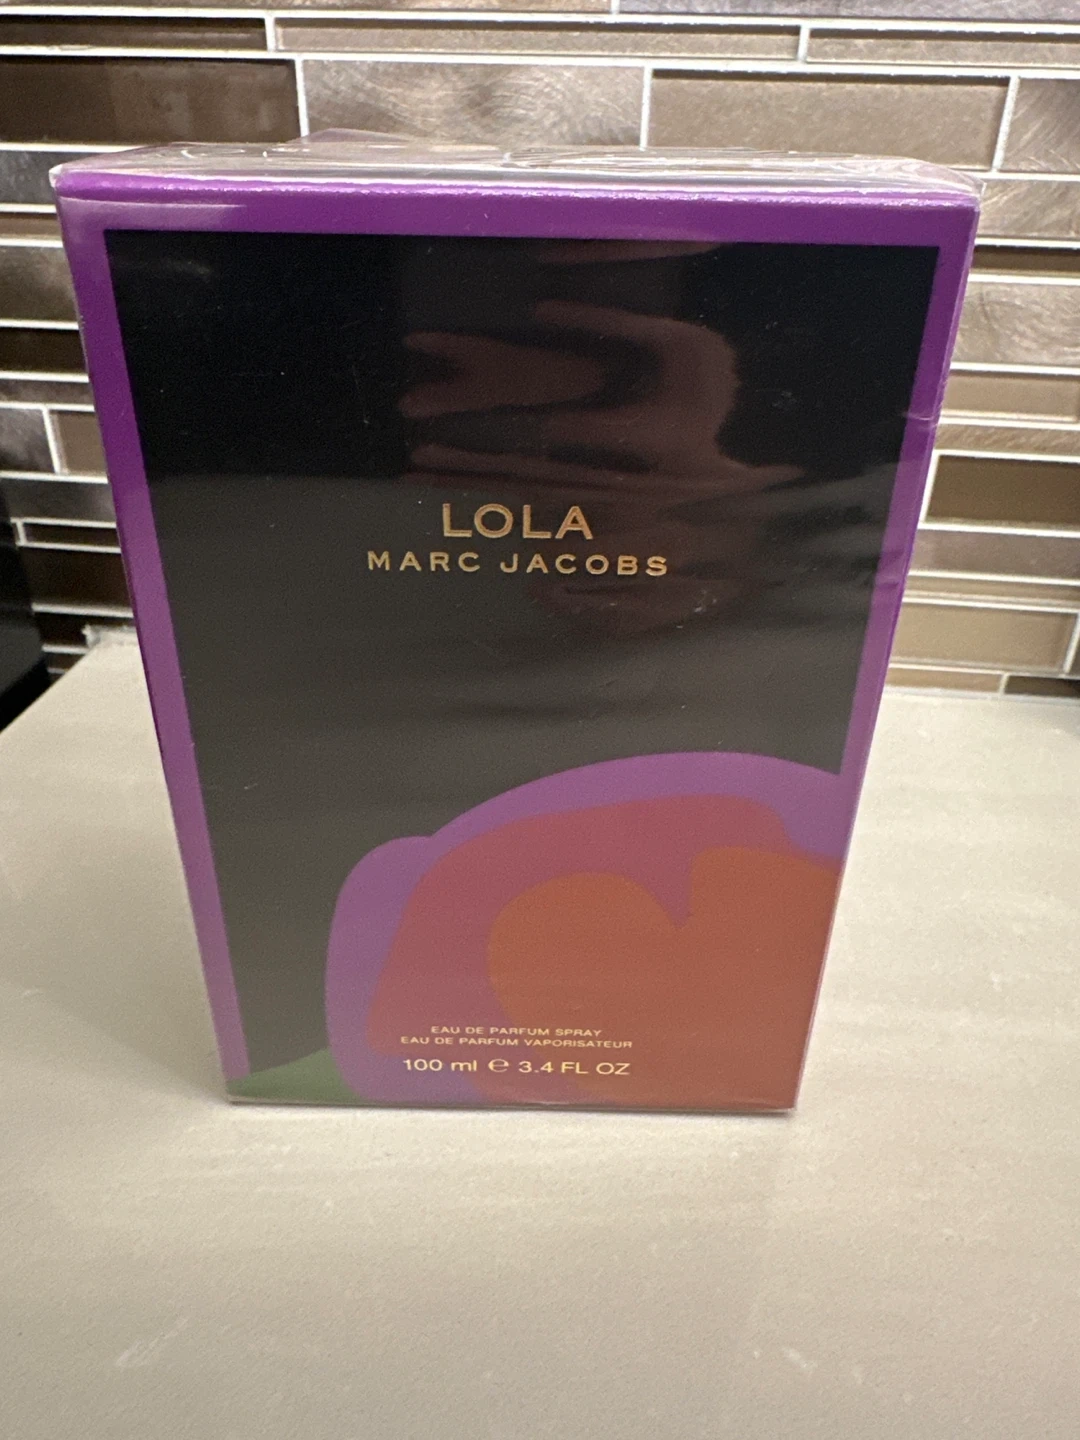 LOLA
MARC JACOBS
EAU DE PARFUM SPRAY
EAU DE PARFUM VAPORISATEUR
100 ml ℮ 3.4 FL OZ